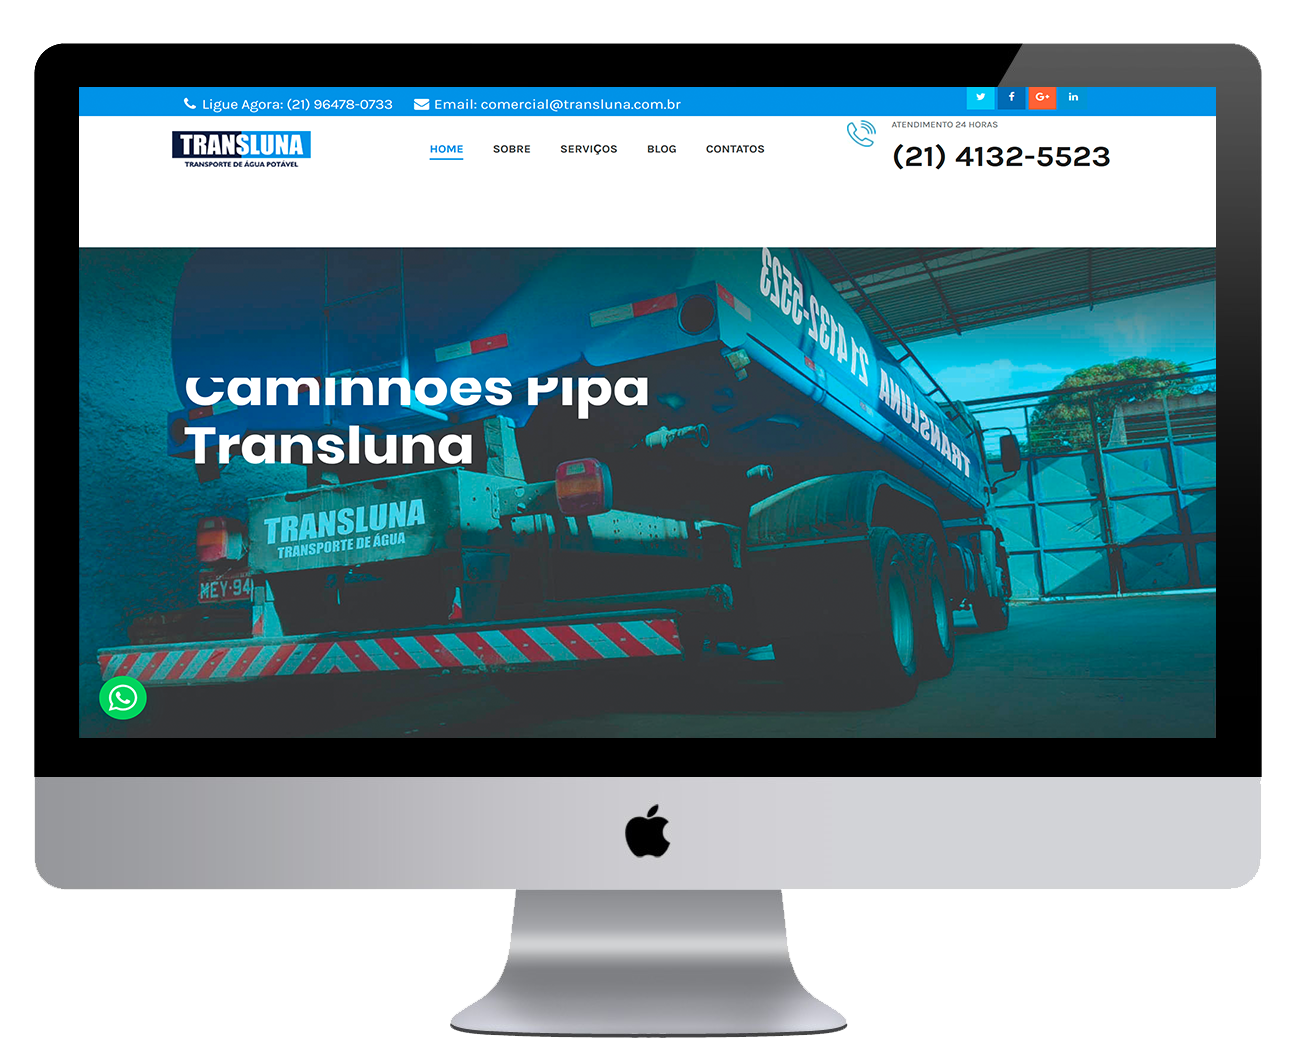 Ligue Agora: (21) 96478-0733
Email: comercial@transluna.com.br
G+
in
TRANSLUNA
TRANSPORTE DE ÁGUA POTÁVEL
HOME
SOBRE
SERVIÇOS
BLOG
CONTATOS
ATENDIMENTO 24 HORAS
(21) 4132-5523
21 4132-5523
TRANSLUNA
Caminhões Pipa
Transluna
TRANSLUNA
TRANSPORTE DE ÁGUA
MEY·94